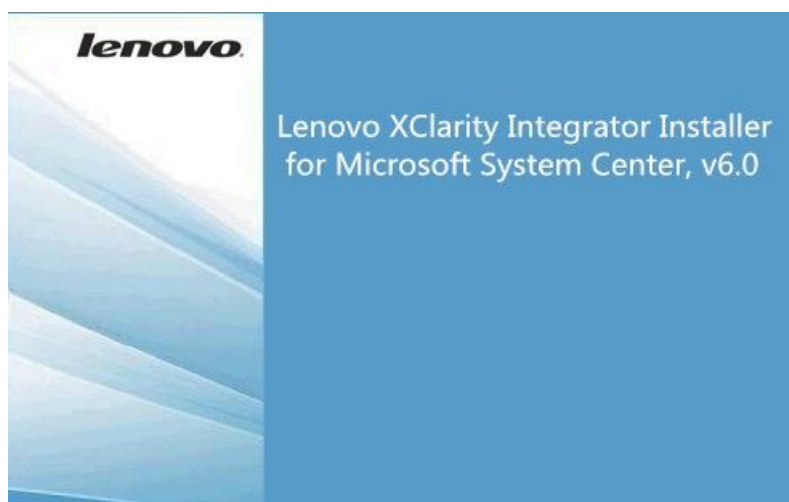 lenovo
Lenovo XClarity Integrator Installer
for Microsoft System Center, v6.0